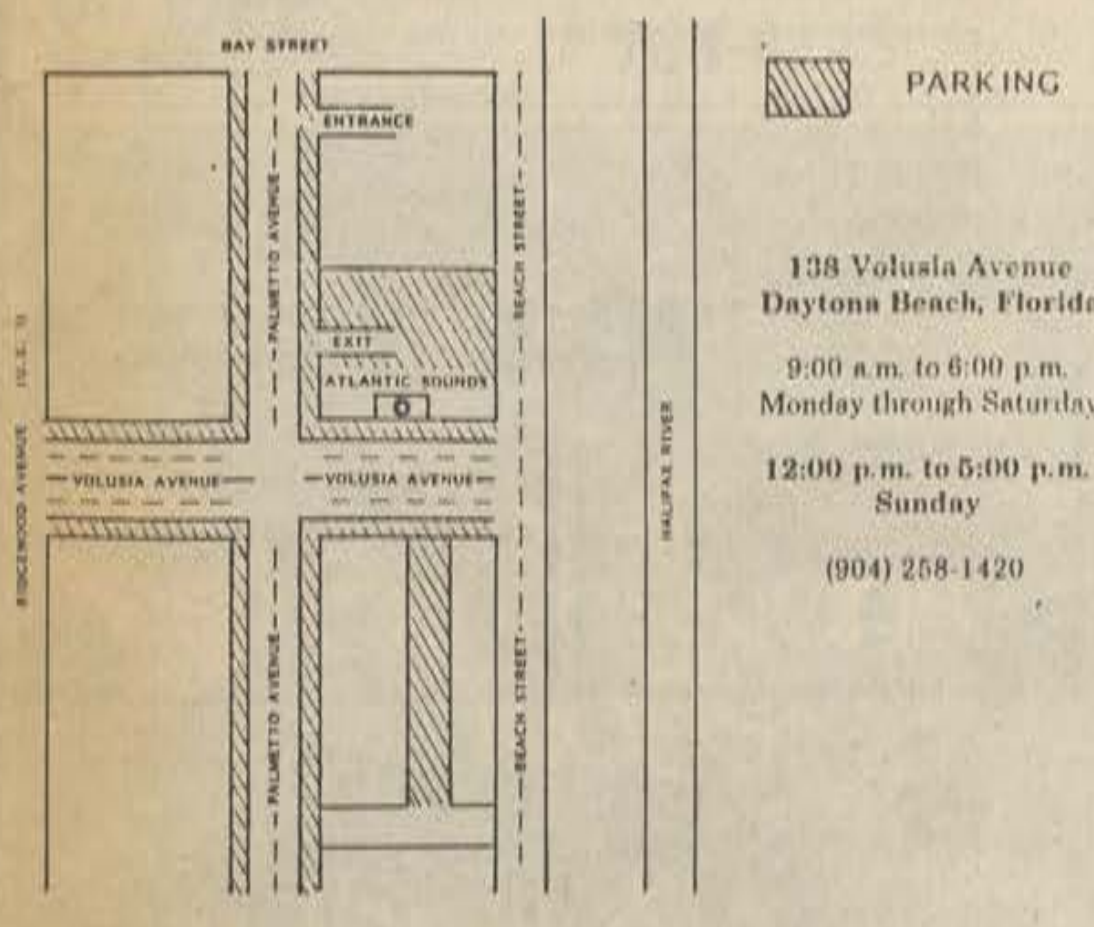 BAY STREET
ENTRANCE
PALMETTO AVENUE
BEACH STREET
EXIT
ATLANTIC SOUNDS
RIDGEWOOD AVENUE (U.S. 1)
VOLUSIA AVENUE
VOLUSIA AVENUE
HALIFAX RIVER
PALMETTO AVENUE
BEACH STREET
PARKING
138 Volusia Avenue
Daytona Beach, Florida
9:00 a.m. to 6:00 p.m.
Monday through Saturday
12:00 p.m. to 5:00 p.m.
Sunday
(904) 258-1420